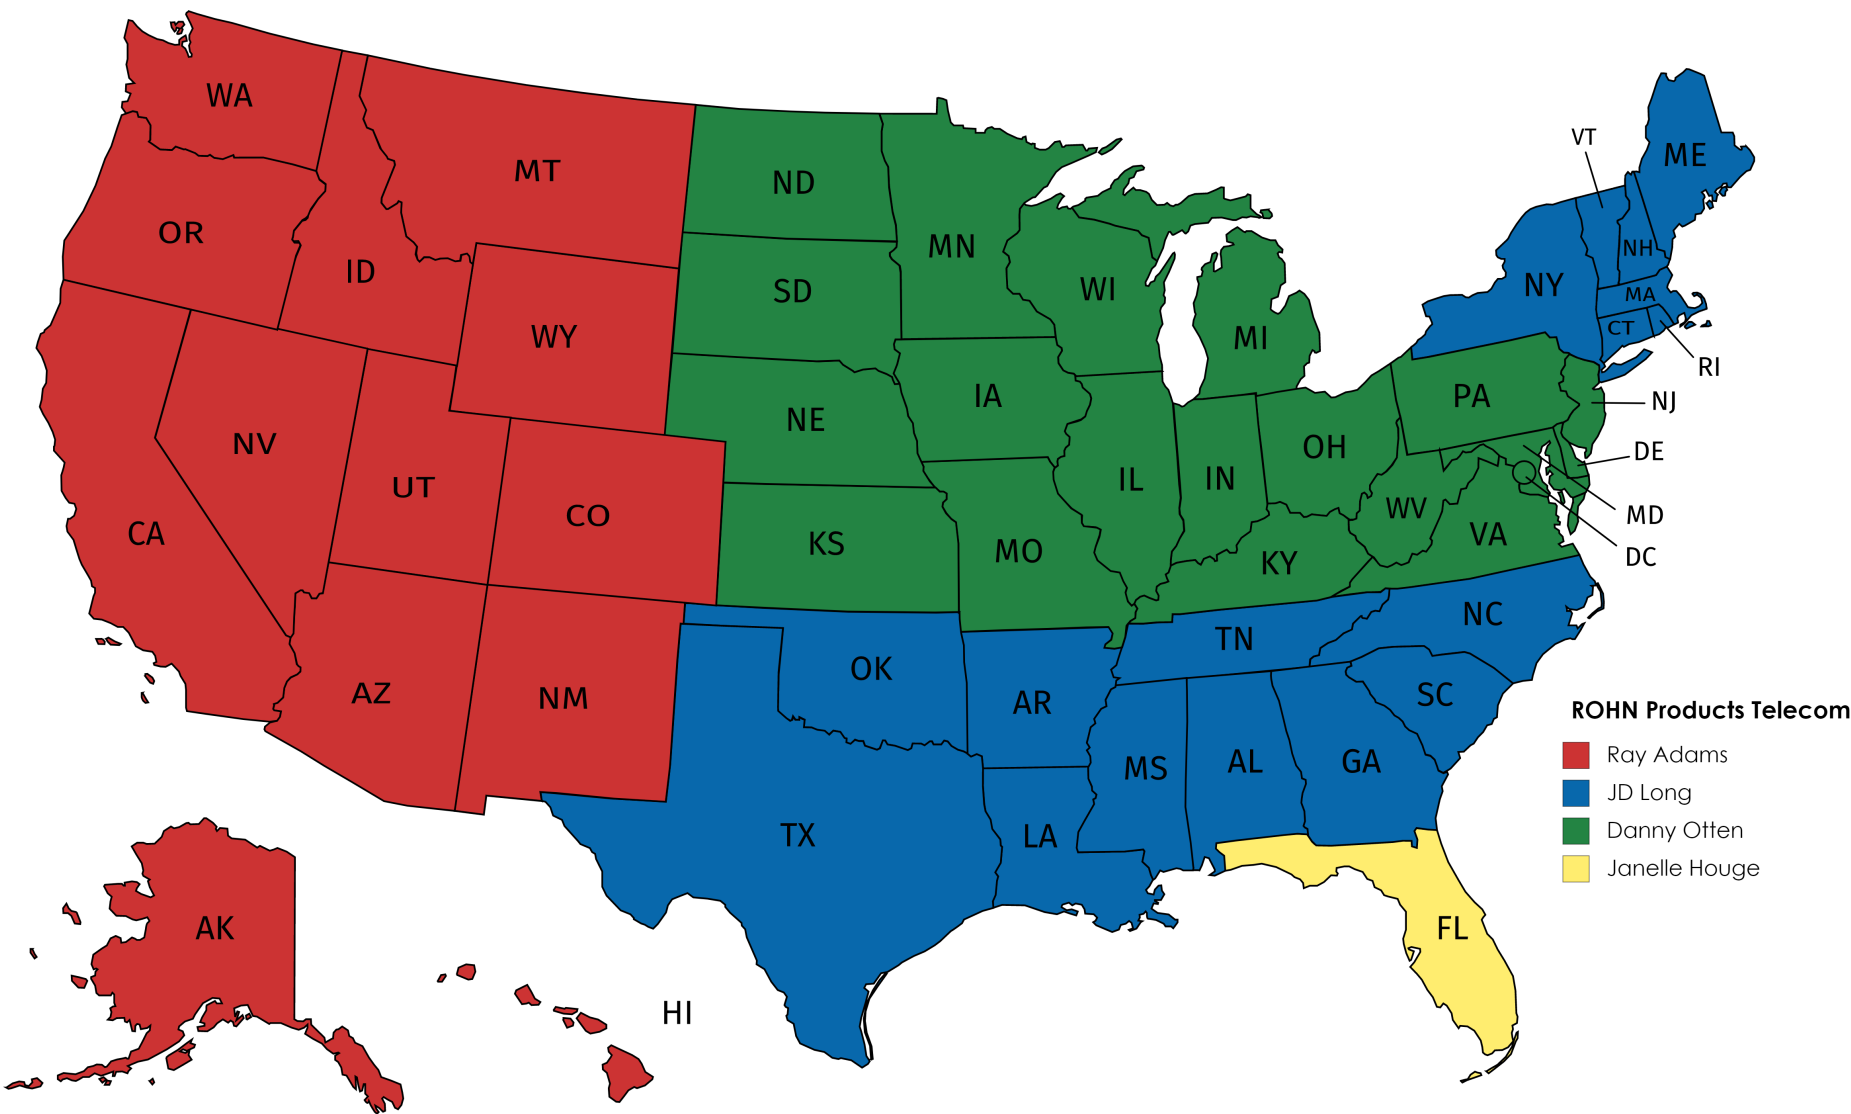 WA
MT
ND
MN
VT
ME
OR
ID
SD
WI
NY
NH
MA
CT
RI
WY
MI
NE
IA
PA
NJ
NV
UT
CO
IL
IN
OH
DE
CA
KS
MO
KY
WV
VA
MD
DC
AZ
NM
OK
AR
TN
NC
SC
TX
LA
MS
AL
GA
FL
AK
HI
ROHN Products Telecom
Ray Adams
JD Long
Danny Otten
Janelle Houge